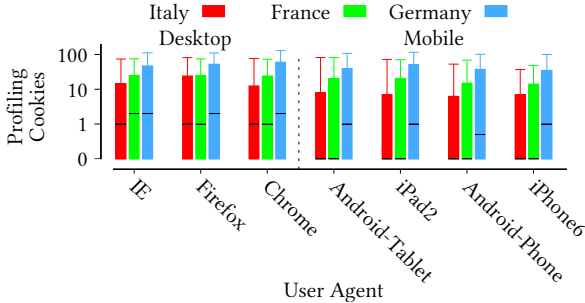 Italy France Germany
Desktop Mobile
Profiling
Cookies
100
10
1
0
IE
Firefox
Chrome
Android-Tablet
iPad2
Android-Phone
iPhone6
User Agent